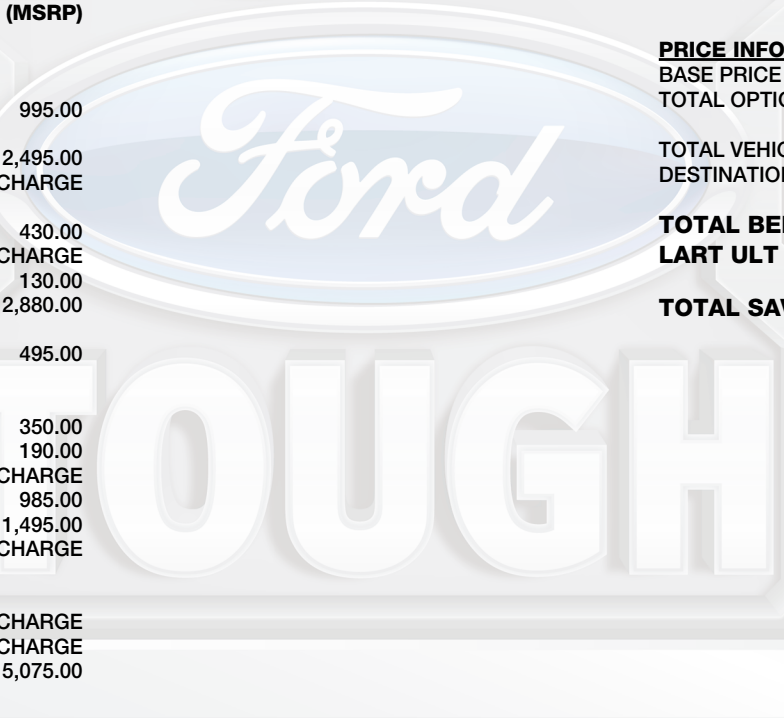 (MSRP)
995.00
2,495.00
CHARGE
430.00
CHARGE
130.00
2,880.00
495.00
350.00
190.00
CHARGE
985.00
1,495.00
CHARGE
CHARGE
CHARGE
5,075.00
PRICE INFO
BASE PRICE
TOTAL OPTIO
TOTAL VEHIC
DESTINATION
TOTAL BE
LART ULT
TOTAL SAV
Ford
TOUGH